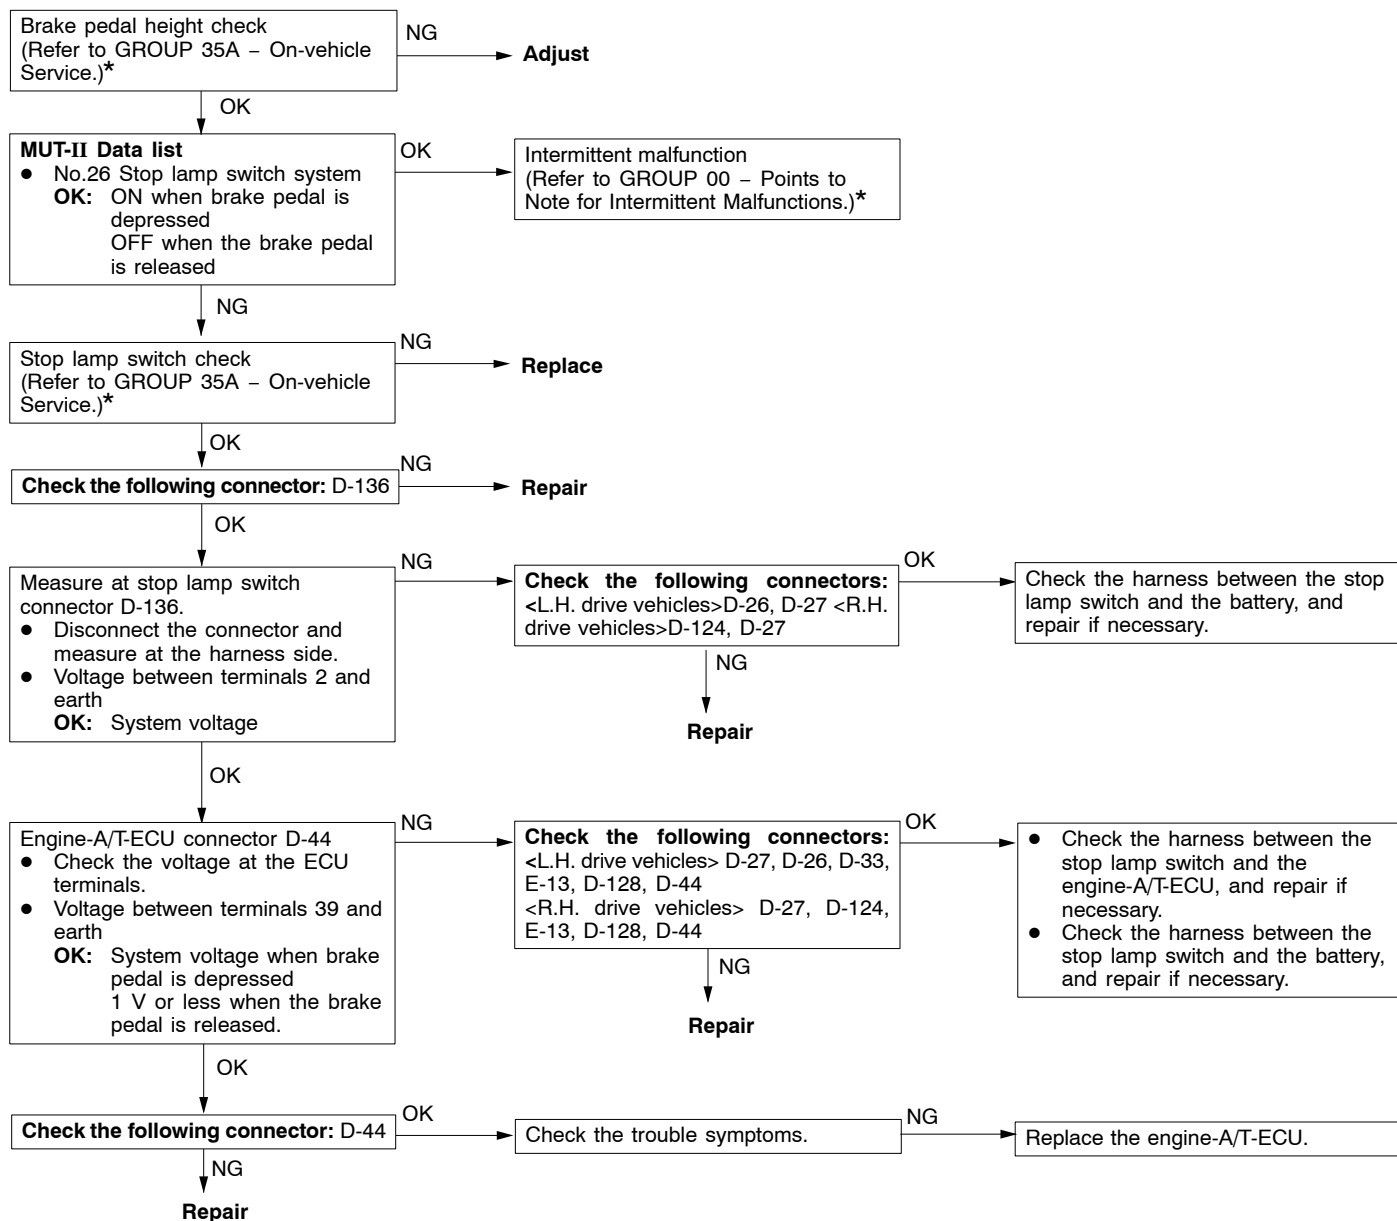 Brake pedal height check
(Refer to GROUP 35A – On-vehicle
Service.)*
NG
Adjust
OK
MUT-II Data list
● No.26 Stop lamp switch system
OK: ON when brake pedal is
depressed
OFF when the brake pedal
is released
OK
Intermittent malfunction
(Refer to GROUP 00 – Points to
Note for Intermittent Malfunctions.)*
NG
Stop lamp switch check
(Refer to GROUP 35A – On-vehicle
Service.)*
NG
Replace
OK
Check the following connector: D-136
NG
Repair
OK
Measure at stop lamp switch
connector D-136.
● Disconnect the connector and
measure at the harness side.
● Voltage between terminals 2 and
earth
OK: System voltage
NG
Check the following connectors:
<L.H. drive vehicles>D-26, D-27 <R.H.
drive vehicles>D-124, D-27
OK
Check the harness between the stop
lamp switch and the battery, and
repair if necessary.
NG
Repair
OK
Engine-A/T-ECU connector D-44
● Check the voltage at the ECU
terminals.
● Voltage between terminals 39 and
earth
OK: System voltage when brake
pedal is depressed
1 V or less when the brake
pedal is released.
NG
Check the following connectors:
<L.H. drive vehicles> D-27, D-26, D-33,
E-13, D-128, D-44
<R.H. drive vehicles> D-27, D-124,
E-13, D-128, D-44
OK
● Check the harness between the
stop lamp switch and the
engine-A/T-ECU, and repair if
necessary.
● Check the harness between the
stop lamp switch and the battery,
and repair if necessary.
NG
Repair
OK
Check the following connector: D-44
OK
Check the trouble symptoms.
NG
Replace the engine-A/T-ECU.
NG
Repair